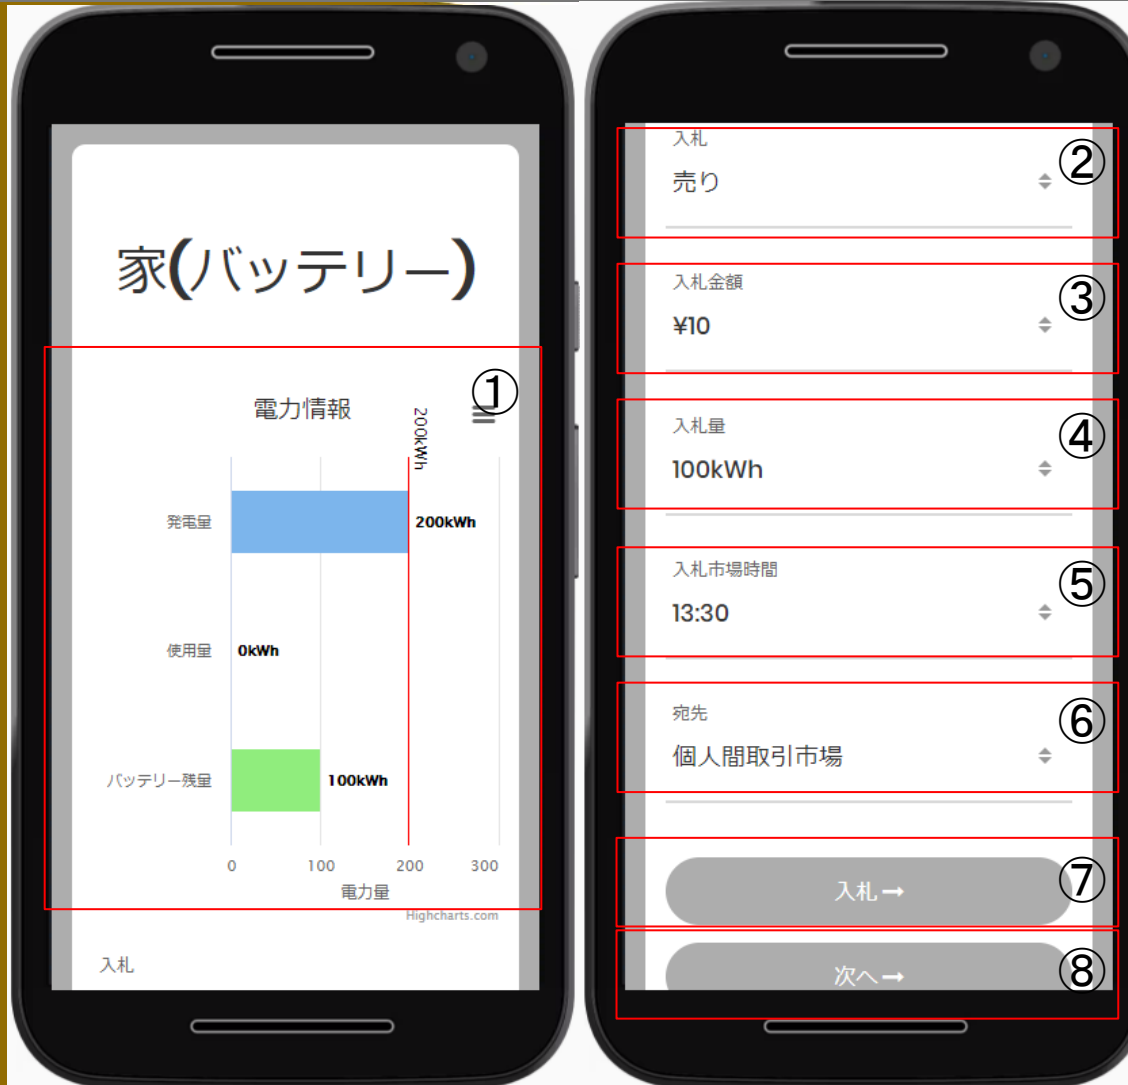 家(バッテリー)
①
電力情報
200kWh
発電量
200kWh
使用量
0kWh
バッテリー残量
100kWh
0 100 200 300
電力量
Highcharts.com
入札
入札
②
売り
入札金額
③
¥10
入札量
④
100kWh
入札市場時間
⑤
13:30
宛先
⑥
個人間取引市場
入札→
⑦
次へ→
⑧